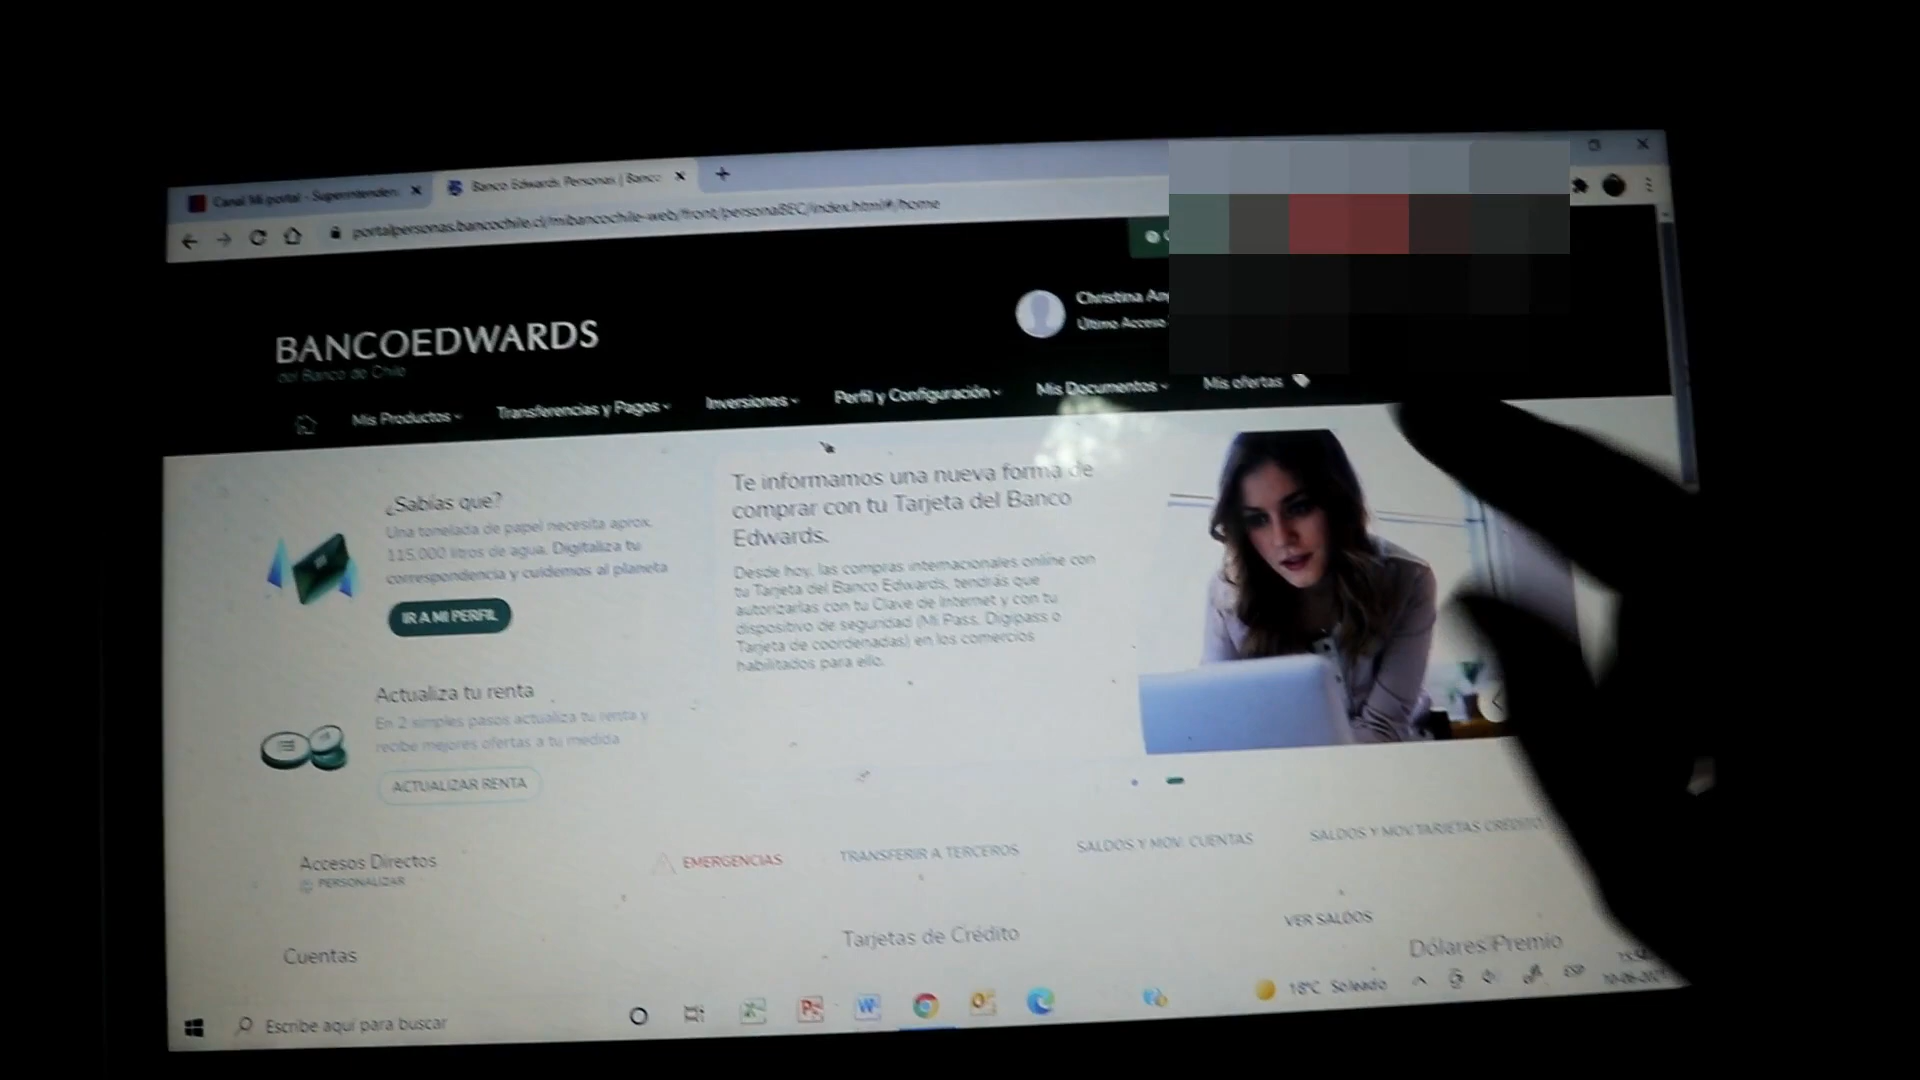 Canal Mi portal - Superintenden
Banco Edwards Personas | Banco
portalpersonas.bancochile.cl/mibancochile-web/front/personaBEC/index.html#/home
BANCOEDWARDS
del Banco de Chile
Christina An
Último Acceso
Mis Productos
Transferencias y Pagos
Inversiones
Perfil y Configuración
Mis Documentos
Mis ofertas
¿Sabías que?
Una tonelada de papel necesita aprox.
115.000 litros de agua. Digitaliza tu
correspondencia y cuidemos al planeta
IR A MI PERFIL
Te informamos una nueva forma de
comprar con tu Tarjeta del Banco
Edwards.
Desde hoy, las compras internacionales online con
tu Tarjeta del Banco Edwards, tendrás que
autorizarlas con tu Clave de Internet y con tu
dispositivo de seguridad (Mi Pass, Digipass o
Tarjeta de coordenadas) en los comercios
habilitados para ello.
Actualiza tu renta
En 2 simples pasos actualiza tu renta y
recibe mejores ofertas a tu medida
ACTUALIZAR RENTA
Accesos Directos
PERSONALIZAR
EMERGENCIAS
TRANSFERIR A TERCEROS
SALDOS Y MOV. CUENTAS
SALDOS Y MOV.TARJETAS CRÉDITO
Cuentas
Tarjetas de Crédito
VER SALDOS
Dólares-Premio
Escribe aquí para buscar
18°C Soleado
ESP